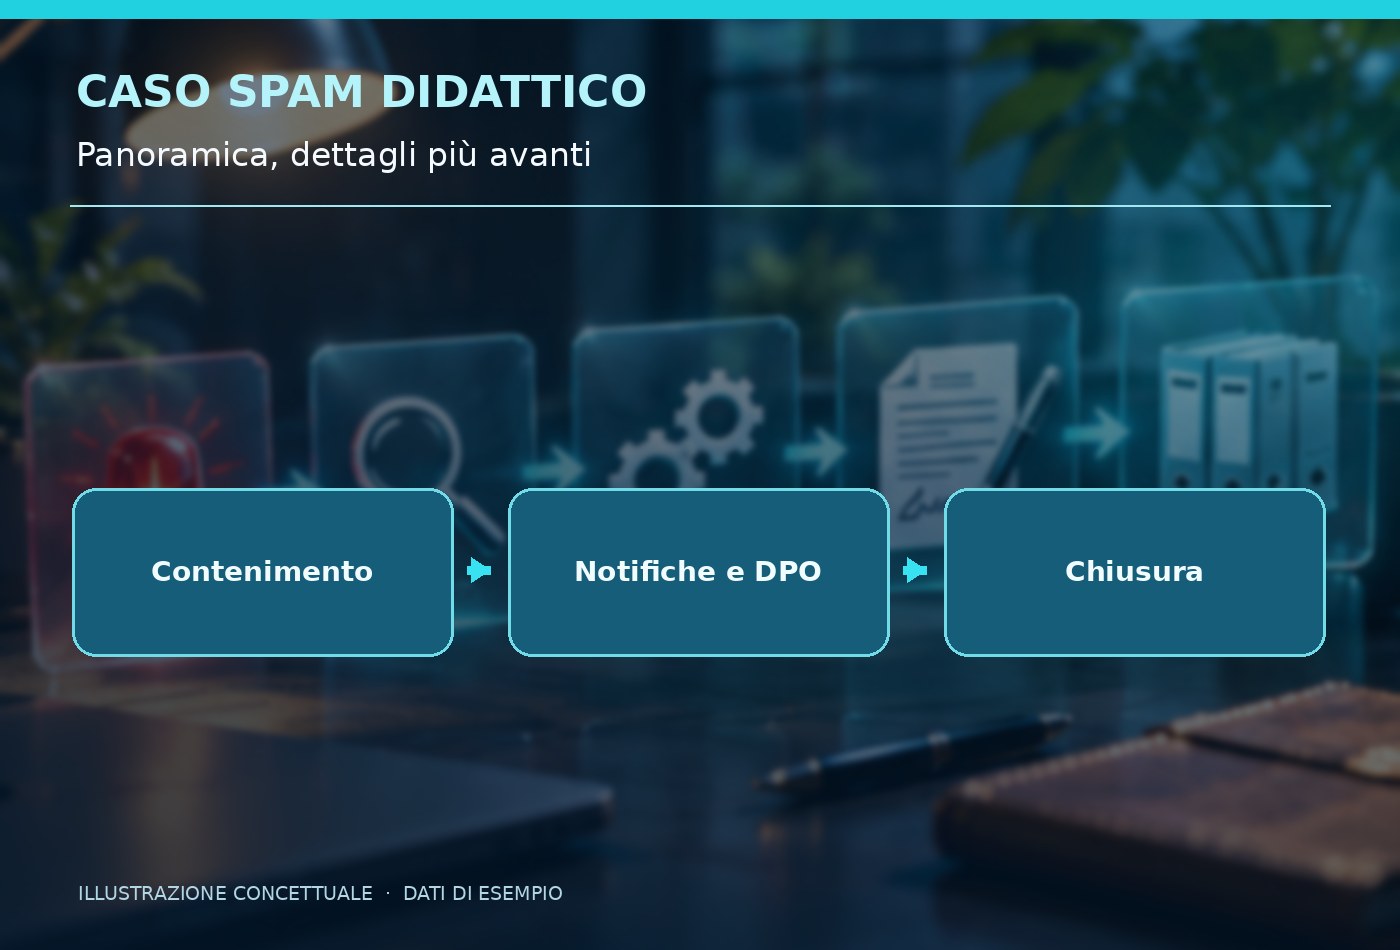 CASO SPAM DIDATTICO
Panoramica, dettagli più avanti
Contenimento
Notifiche e DPO
Chiusura
ILLUSTRAZIONE CONCETTUALE · DATI DI ESEMPIO